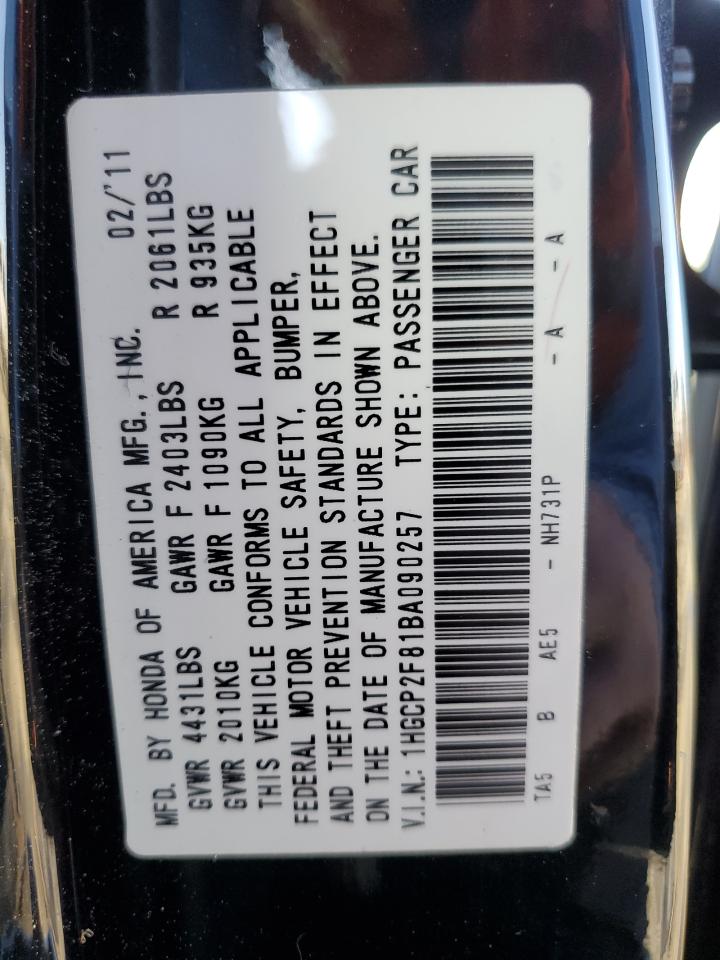 MFD. BY HONDA OF AMERICA MFG., INC. 02/'11
GVWR 4431LBS GAWR F 2403LBS R 2061LBS
GVWR 2010KG GAWR F 1090KG R 935KG
THIS VEHICLE CONFORMS TO ALL APPLICABLE
FEDERAL MOTOR VEHICLE SAFETY, BUMPER,
AND THEFT PREVENTION STANDARDS IN EFFECT
ON THE DATE OF MANUFACTURE SHOWN ABOVE.
V.I.N.: 1HGCP2F81BA090257 TYPE: PASSENGER CAR
TA5 B AE5 - NH731P - A - A